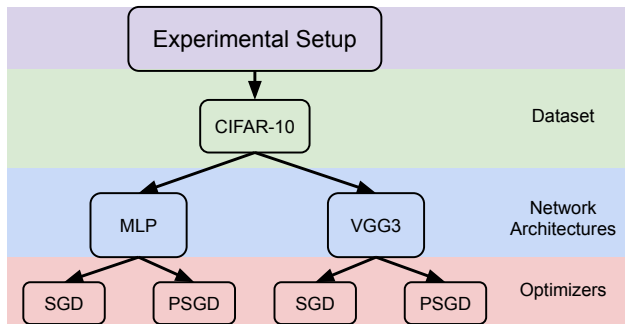 Experimental Setup
CIFAR-10
Dataset
MLP
VGG3
Network
Architectures
SGD
PSGD
SGD
PSGD
Optimizers